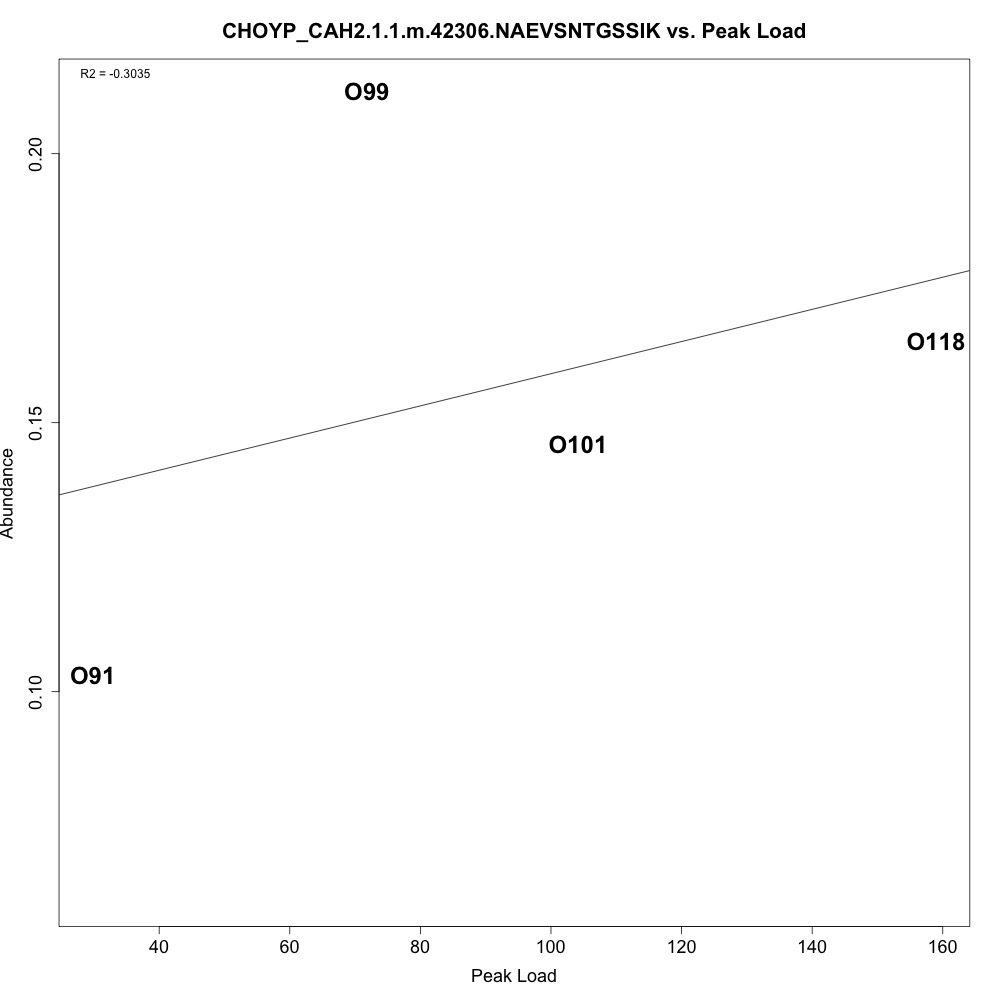 CHOYP_CAH2.1.1.m.42306.NAEVSNTGSSIK vs. Peak Load
R2 = -0.3035
O99
0.20
O118
0.15
O101
Abundance
O91
0.10
40 60 80 100 120 140 160
Peak Load